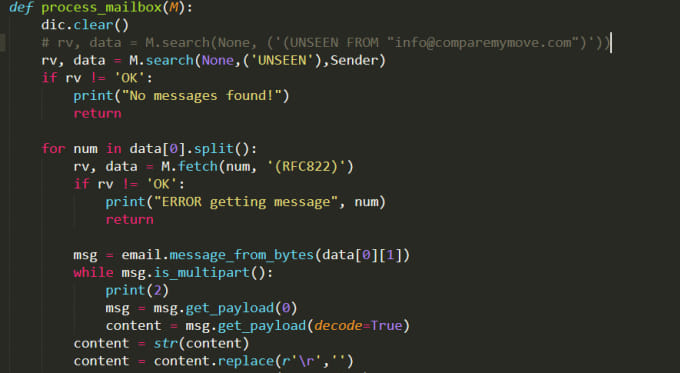 def process_mailbox(M):
    dic.clear()
    # rv, data = M.search(None, ('(UNSEEN FROM "info@comparemymove.com")'))
    rv, data = M.search(None,('UNSEEN'),Sender)
    if rv != 'OK':
        print("No messages found!")
        return

    for num in data[0].split():
        rv, data = M.fetch(num, '(RFC822)')
        if rv != 'OK':
            print("ERROR getting message", num)
            return

        msg = email.message_from_bytes(data[0][1])
        while msg.is_multipart():
            print(2)
            msg = msg.get_payload(0)
            content = msg.get_payload(decode=True)
        content = str(content)
        content = content.replace(r'\r','')